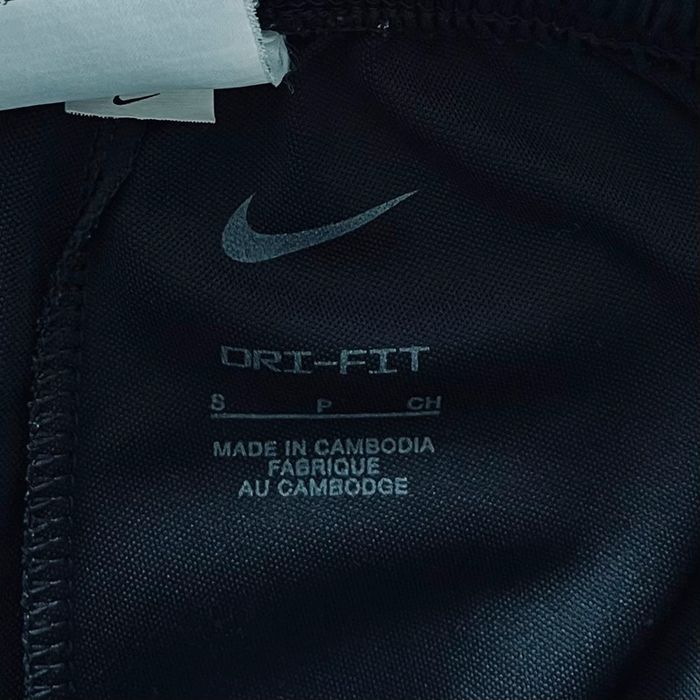 DRI-FIT
S P CH
MADE IN CAMBODIA
FABRIQUE
AU CAMBODGE